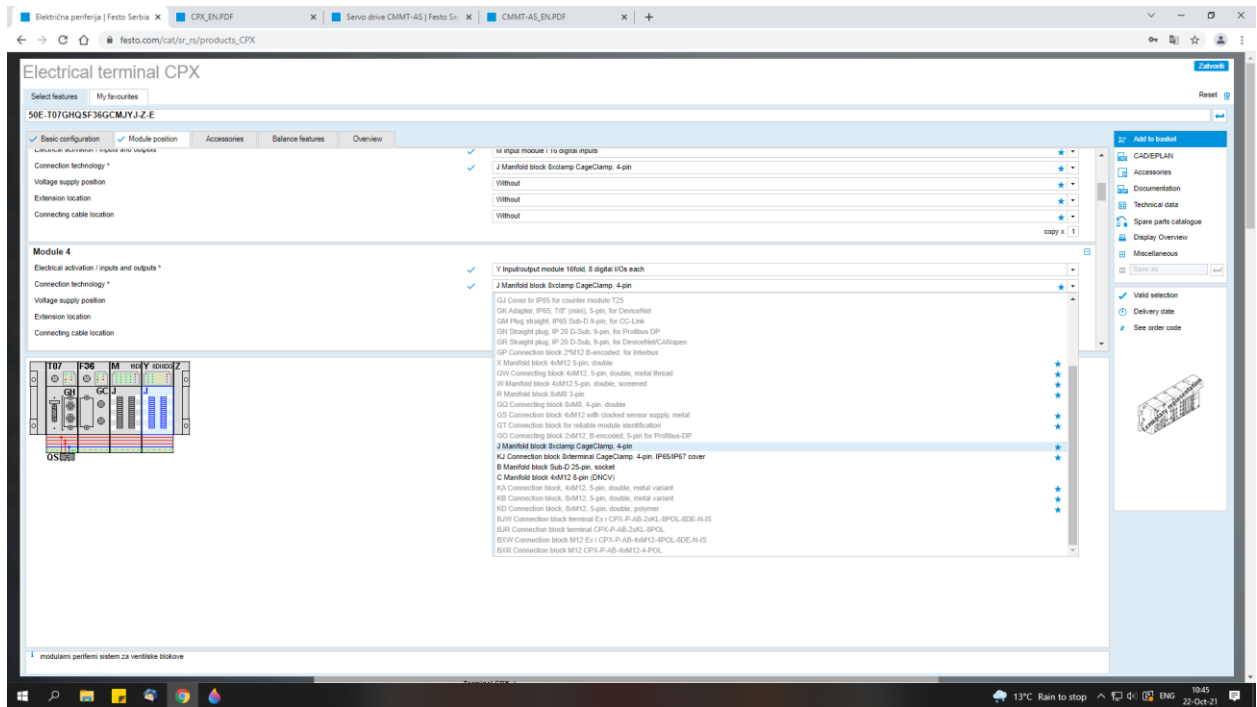 Električna periferija | Festo Serbia
CPX_EN.PDF
Servo drive CMMT-AS | Festo Ser
CMMT-AS_EN.PDF
festo.com/cat/sr_rs/products_CPX
Electrical terminal CPX
Zatvoriti
Select features
My favourites
Reset
50E-T07GHQSF36GCMJYJ-Z-E
Basic configuration
Module position
Accessories
Balance features
Overview
Electrical activation / inputs and outputs *
M Input module 16 digital inputs
Connection technology *
J Manifold block 8xclamp CageClamp, 4-pin
Voltage supply position
Without
Extension location
Without
Connecting cable location
Without
copy x 1
Module 4
Electrical activation / inputs and outputs *
Y Input/output module 16fold, 8 digital I/Os each
Connection technology *
J Manifold block 8xclamp CageClamp, 4-pin
Voltage supply position
Extension location
Connecting cable location
GJ Cover to IP65 for counter module T25
GK Adapter, IP65, 7/8" (mini), 5-pin, for DeviceNet
GM Plug straight, IP65 Sub-D 9-pin, for CC-Link
GN Straight plug, IP 20 D-Sub, 9-pin, for Profibus DP
GR Straight plug, IP 20 D-Sub, 9-pin, for DeviceNet/CANopen
GP Connection block 2*M12 B-encoded, for Interbus
X Manifold block 4xM12 5-pin, double
GW Connecting block 4xM12, 5-pin, double, metal thread
W Manifold block 4xM12 5-pin, double, screened
R Manifold block 8xM8 3-pin
GQ Connecting block 8xM8, 4-pin, double
GS Connection block 4xM12 with clocked sensor supply, metal
GT Connection block for reliable module identification
GO Connecting block 2xM12, B-encoded, 5-pin for Profibus-DP
J Manifold block 8xclamp CageClamp, 4-pin
KJ Connection block 8xterminal CageClamp, 4-pin, IP65/IP67 cover
B Manifold block Sub-D 25-pin, socket
C Manifold block 4xM12 8-pin (DNCV)
KA Connection block, 4xM12, 5-pin, double, metal variant
KB Connection block, 8xM12, 5-pin, double, metal variant
KD Connection block, 8xM12, 5-pin, double, polymer
BJW Connection block terminal Ex i CPX-P-AB-2xKL-8POL-8DE-N-IS
BJR Connection block terminal CPX-P-AB-2xKL-8POL
BXW Connection block M12 Ex i CPX-P-AB-4xM12-4POL-8DE-N-IS
BXR Connection block M12 CPX-P-AB-4xM12-4-POL
T07 F36 M Y 8DI8DO Z
GH GC J J
QS
Add to basket
CAD/EPLAN
Accessories
Documentation
Technical data
Spare parts catalogue
Display Overview
Miscellaneous
Save as
Valid selection
Delivery date
See order code
Exemplary representation
modularni periferni sistem za ventilske blokove
Terminal CPX
13°C Rain to stop
ENG
10:45
22-Oct-21